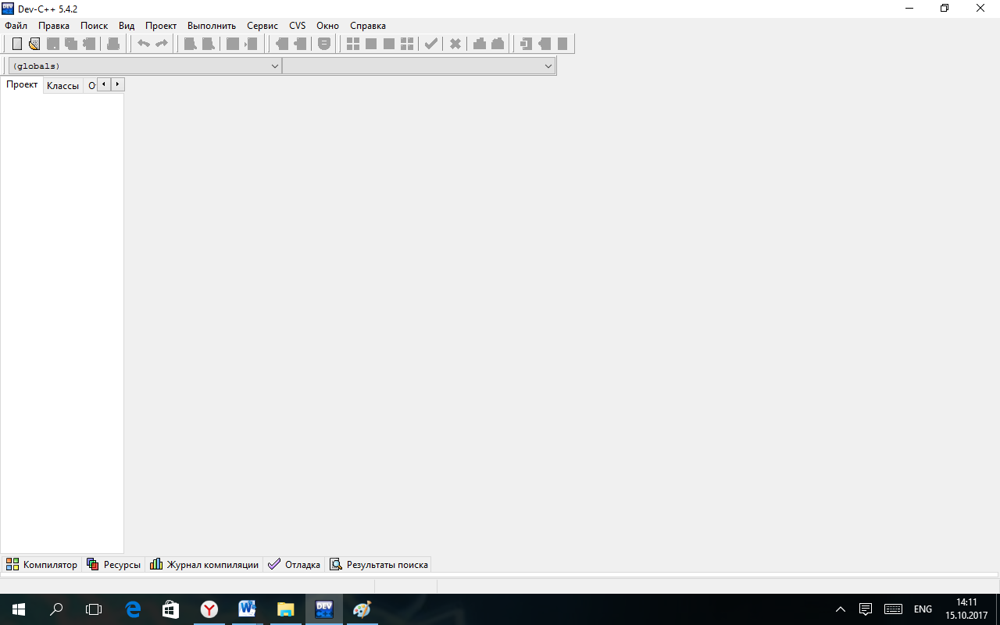 Dev-C++ 5.4.2
Файл Правка Поиск Вид Проект Выполнить Сервис CVS Окно Справка
(globals)
Проект Классы
Компилятор Ресурсы Журнал компиляции Отладка Результаты поиска
DEV C++ ENG 14:11
15.10.2017